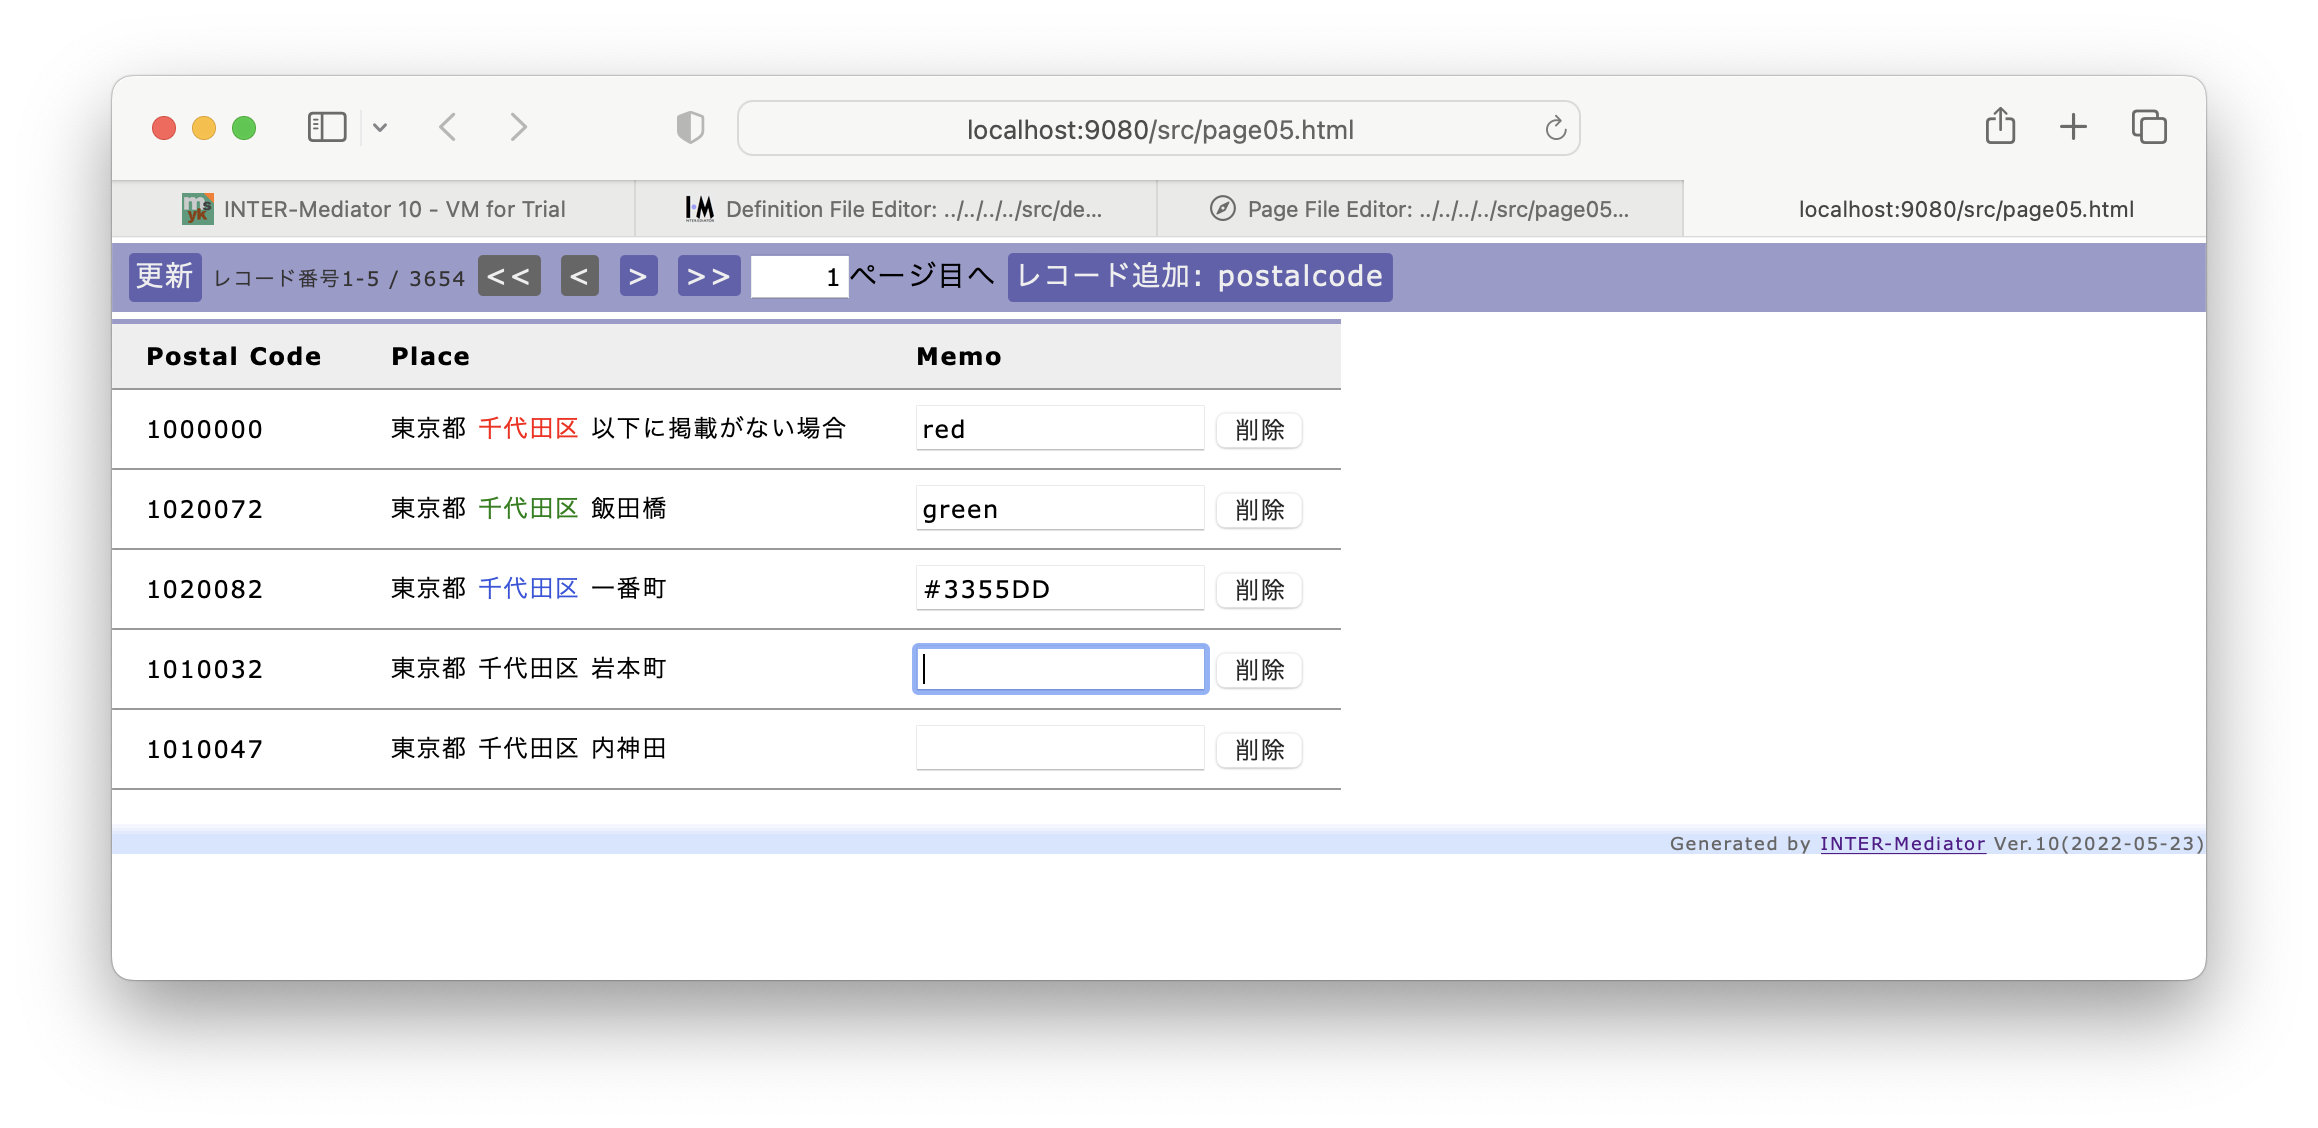 localhost:9080/src/page05.html
INTER-Mediator 10 - VM for Trial
Definition File Editor: ../../../../src/de...
Page File Editor: ../../../../src/page05...
localhost:9080/src/page05.html
更新 レコード番号1-5 / 3654 << < > >> 1 ページ目へ レコード追加: postalcode
Postal Code Place Memo
1000000 東京都 千代田区 以下に掲載がない場合 red 削除
1020072 東京都 千代田区 飯田橋 green 削除
1020082 東京都 千代田区 一番町 #3355DD 削除
1010032 東京都 千代田区 岩本町 削除
1010047 東京都 千代田区 内神田 削除
Generated by INTER-Mediator Ver.10(2022-05-23)